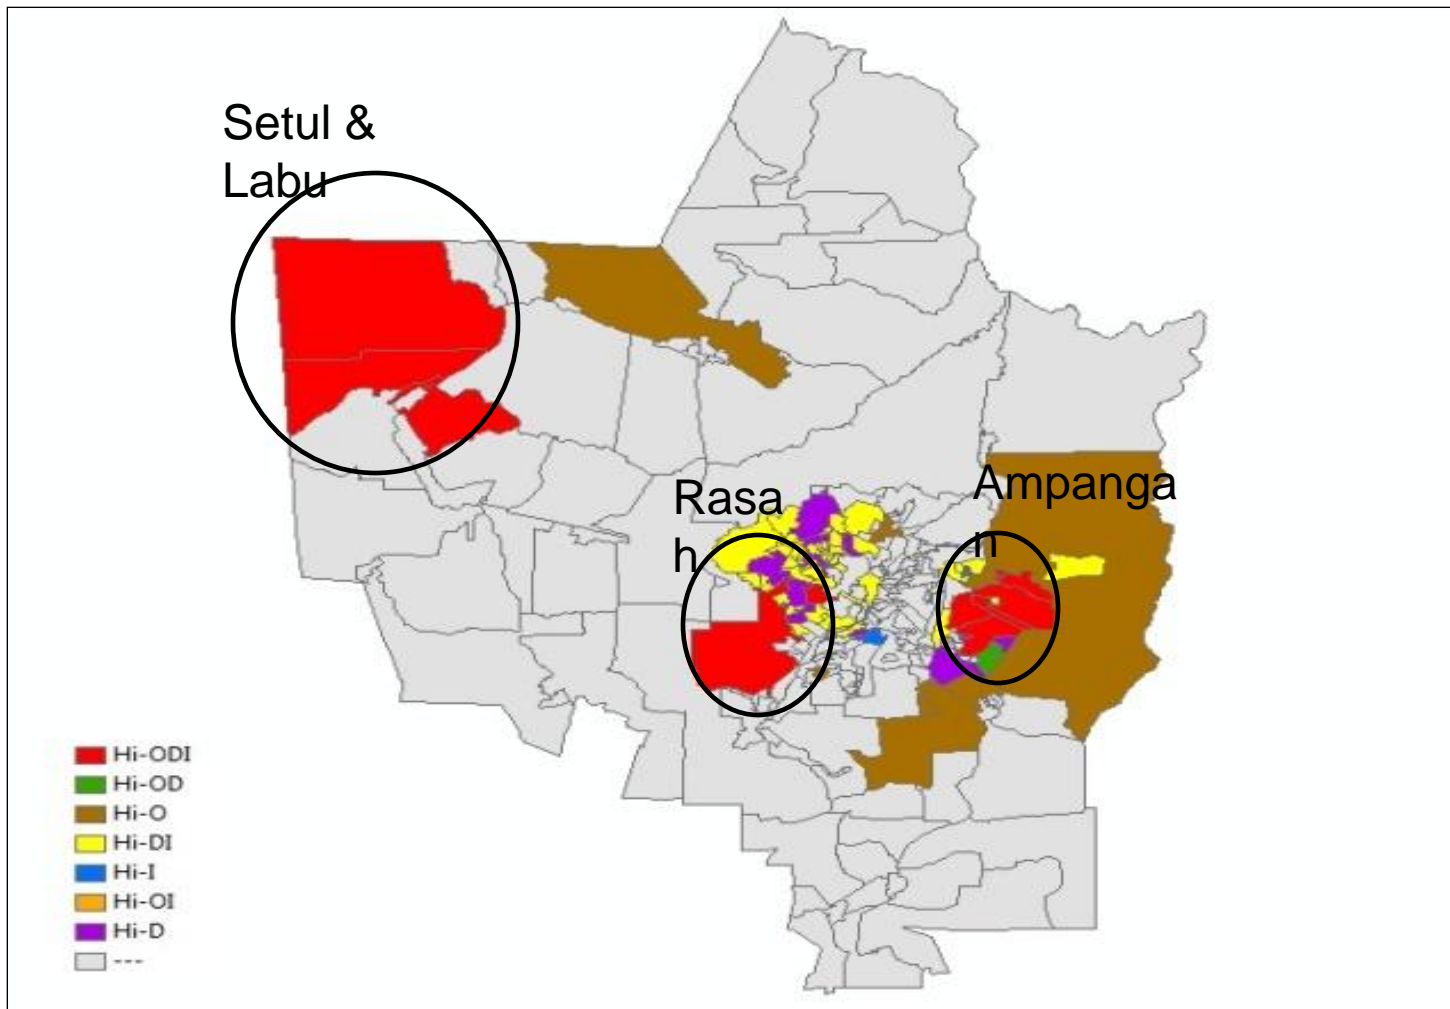 Setul &
Labu
Rasa
h
Ampanga
n
Hi-ODI
Hi-OD
Hi-O
Hi-DI
Hi-I
Hi-OI
Hi-D
---